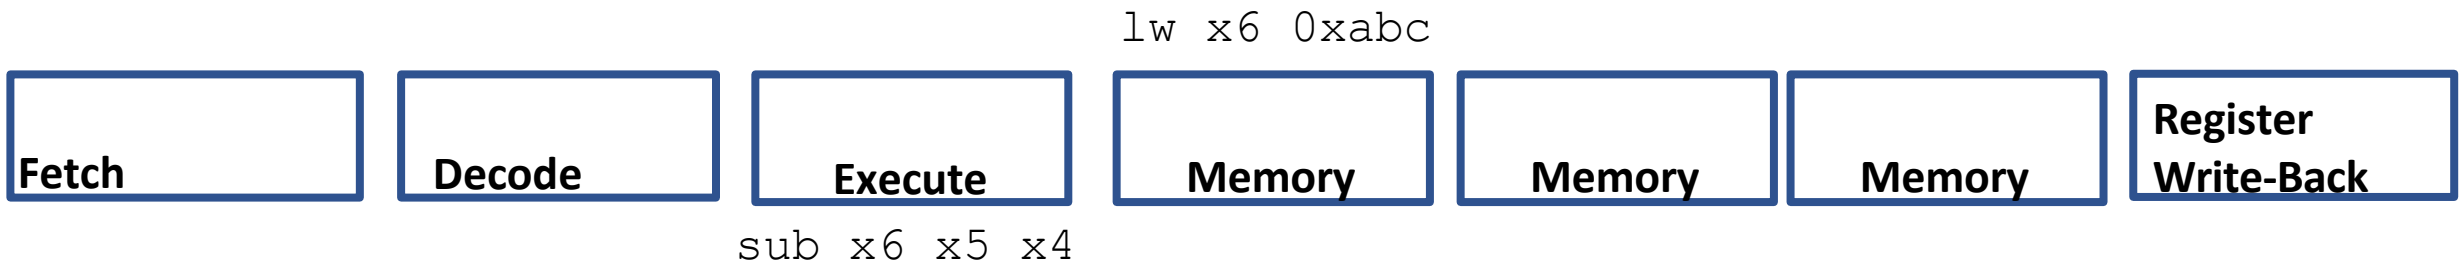 lw x6 0xabc
Fetch
Decode
Execute
Memory
Memory
Memory
Register
Write-Back
sub x6 x5 x4